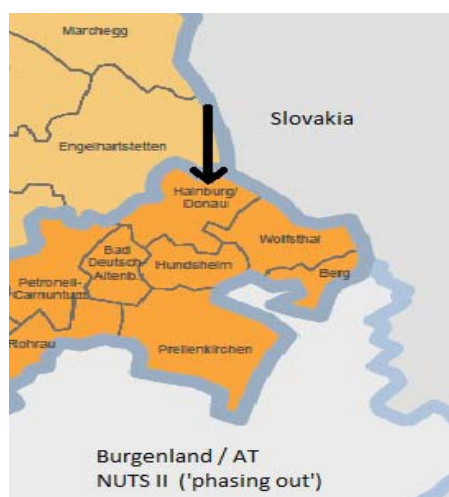 Marchegg
Slovakia
Engelhartstetten
Hainburg/
Donau
Wolfsthal
Bad
Deutsch-
Altenb.
Hundsheim
Berg
Petronell-
Carnuntum
Rohrau
Prellenkirchen
Burgenland / AT
NUTS II ('phasing out')